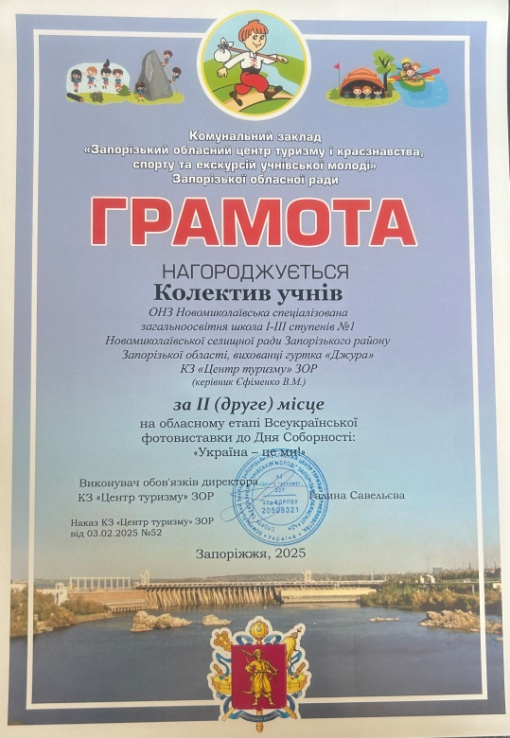 Комунальний заклад
«Запорізький обласний центр туризму і краєзнавства,
спорту та екскурсій учнівської молоді»
Запорізької обласної ради
ГРАМОТА
НАГОРОДЖУЄТЬСЯ
Колектив учнів
ОНЗ Новомиколаївська спеціалізована
загальноосвітня школа І-ІІІ ступенів №1
Новомиколаївської селищної ради Запорізького району
Запорізької області, вихованці гуртка «Джура»
КЗ «Центр туризму» ЗОР
(керівник Єфіменко В.М.)
за ІІ (друге) місце
на обласному етапі Всеукраїнської
фотовиставки до Дня Соборності:
«Україна – це ми!»
Виконувач обов'язків директора
КЗ «Центр туризму» ЗОР Галина Савельєва
20508321
Наказ КЗ «Центр туризму» ЗОР
від 03.02.2025 №52
Запоріжжя, 2025